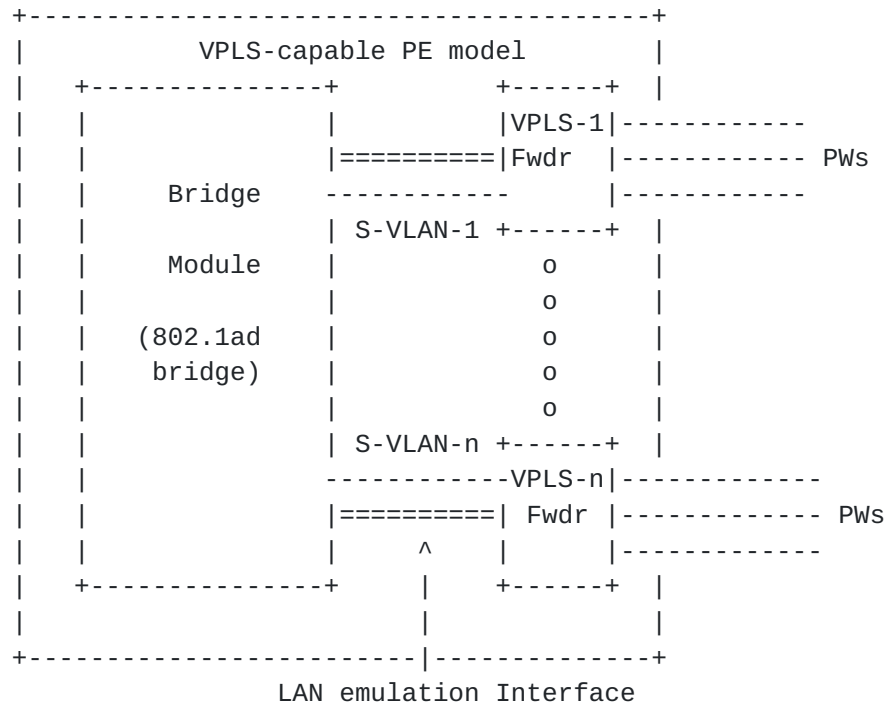 VPLS-capable PE model
VPLS-1
Fwdr PWs
Bridge
S-VLAN-1
Module o
o
(802.1ad o
bridge) o
o
S-VLAN-n
VPLS-n
Fwdr PWs
^
LAN emulation Interface